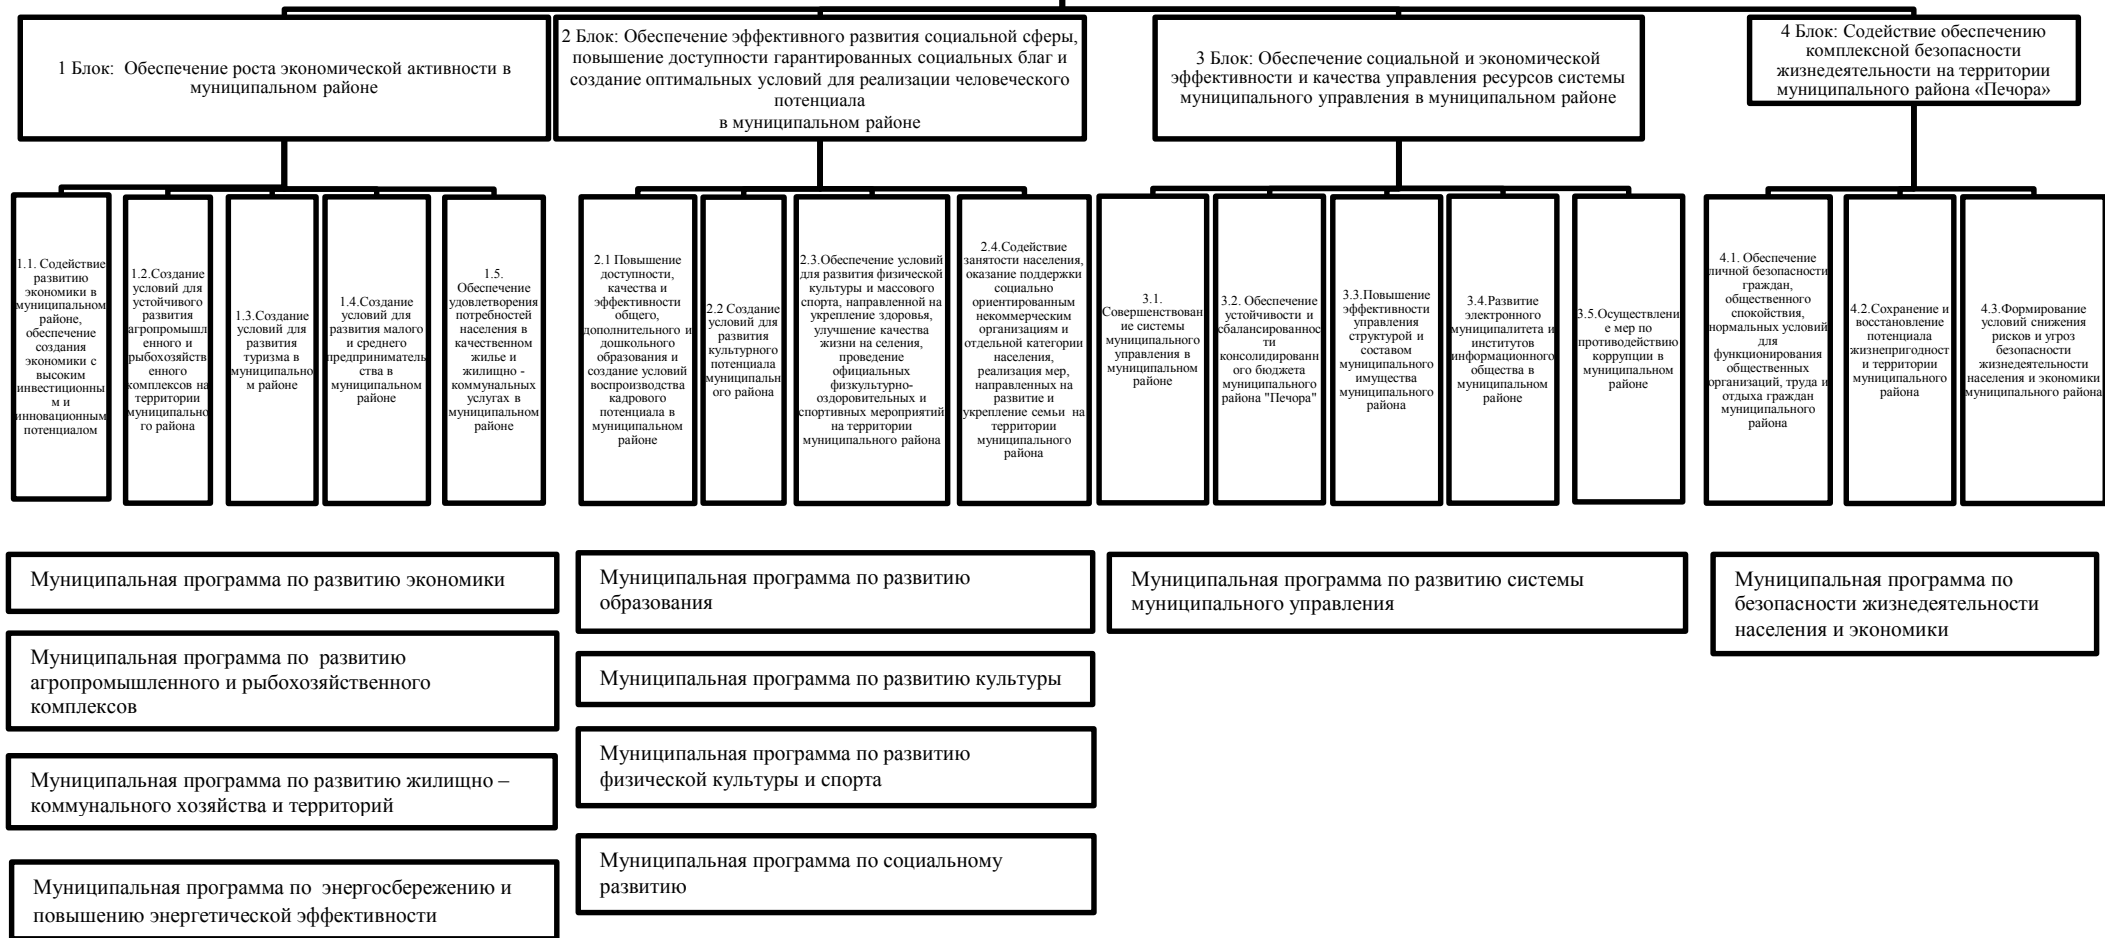 1 Блок:  Обеспечение роста экономической активности в
муниципальном районе
2 Блок: Обеспечение эффективного развития социальной сферы,
повышение доступности гарантированных социальных благ и
создание оптимальных условий для реализации человеческого
потенциала
в муниципальном районе
3 Блок: Обеспечение социальной и экономической
эффективности и качества управления ресурсов системы
муниципального управления в муниципальном районе
4 Блок: Содействие обеспечению
комплексной безопасности
жизнедеятельности на территории
муниципального района «Печора»
1.1. Содействие
развитию
экономики в
муниципальном
районе,
обеспечение
создания
экономики с
высоким
инвестиционны
м и
инновационным
потенциалом
1.2.Создание
условий для
устойчивого
развития
агропромышл
енного и
рыбохозяйств
енного
комплексов на
территории
муниципально
го района
1.3.Создание
условий для
развития
туризма в
муниципально
м районе
1.4.Создание
условий для
развития малого
и среднего
предприниматель
ства в
муниципальном
районе
1.5.
Обеспечение
удовлетворения
потребностей
населения в
качественном
жилье и
жилищно -
коммунальных
услугах в
муниципальном
районе
2.1 Повышение
доступности,
качества и
эффективности
общего,
дополнительного и
дошкольного
образования и
создание условий
воспроизводства
кадрового
потенциала в
муниципальном
районе
2.2 Создание
условий для
развития
культурного
потенциала
муниципальн
ого района
2.3.Обеспечение условий
для развития физической
культуры и массового
спорта, направленной на
укрепление здоровья,
улучшение качества
жизни на селения,
проведение
официальных
физкультурно-
оздоровительных и
спортивных мероприятий
на территории
муниципального района
2.4.Содействие
занятости населения,
оказание поддержки
социально
ориентированным
некоммерческим
организациям и
отдельной категории
населения,
реализация мер,
направленных на
развитие и
укрепление семьи  на
территории
муниципального
района
3.1.
Совершенствован
ие системы
муниципального
управления в
муниципальном
районе
3.2. Обеспечение
устойчивости и
сбалансированнос
ти
консолидированн
ого бюджета
муниципального
района "Печора"
3.3.Повышение
эффективности
управления
структурой и
составом
муниципального
имущества
муниципального
района
3.4.Развитие
электронного
муниципалитета и
институтов
информационного
общества в
муниципальном
районе
3.5.Осуществлени
е мер по
противодействию
коррупции в
муниципальном
районе
4.1. Обеспечение
личной безопасности
граждан,
общественного
спокойствия,
нормальных условий
для
функционирования
общественных
организаций, труда и
отдыха граждан
муниципального
района
4.2.Сохранение и
восстановление
потенциала
жизнепригодност
и территории
муниципального
района
4.3.Формирование
условий снижения
рисков и угроз
безопасности
жизнедеятельности
населения и экономики
муниципального района
Муниципальная программа по развитию экономики
Муниципальная программа по  развитию
агропромышленного и рыбохозяйственного
комплексов
Муниципальная программа по развитию жилищно –
коммунального хозяйства и территорий
Муниципальная программа по  энергосбережению и
повышению энергетической эффективности
Муниципальная программа по развитию
образования
Муниципальная программа по развитию культуры
Муниципальная программа по развитию
физической культуры и спорта
Муниципальная программа по социальному
развитию
Муниципальная программа по развитию системы
муниципального управления
Муниципальная программа по
безопасности жизнедеятельности
населения и экономики